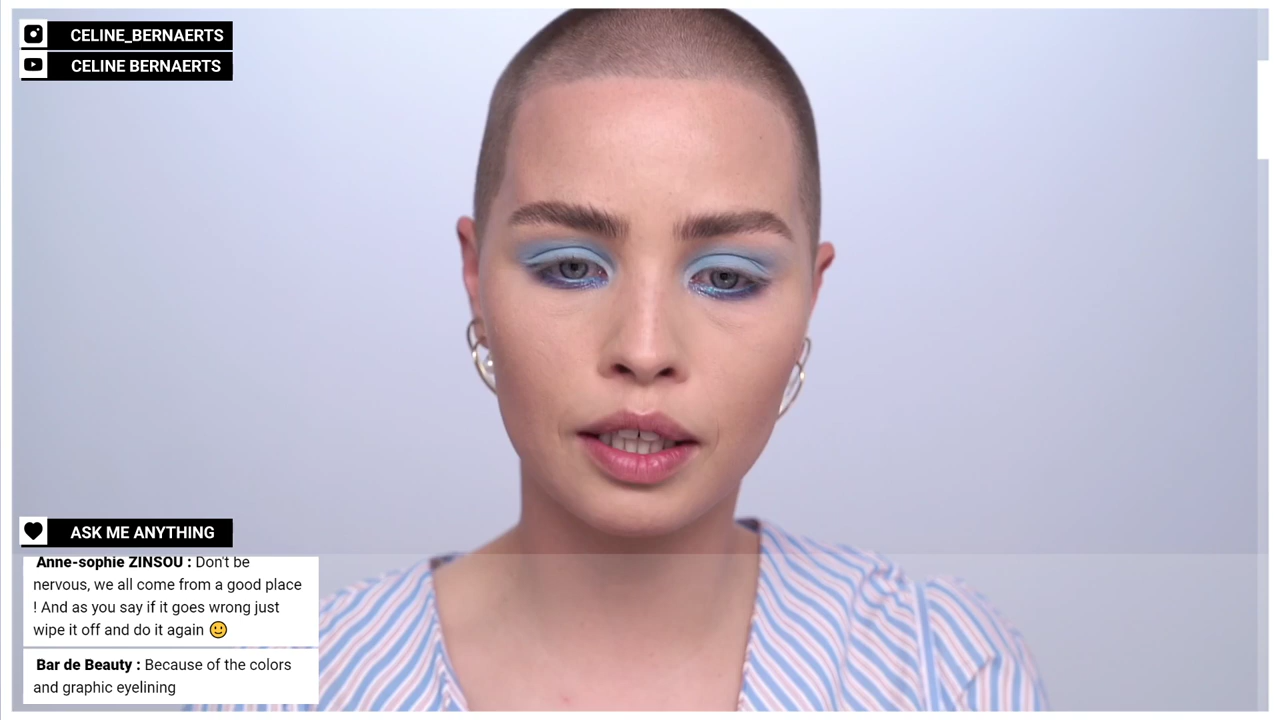 CELINE_BERNAERTS
CELINE BERNAERTS
ASK ME ANYTHING
Anne-sophie ZINSOU : Don't be
nervous, we all come from a good place
! And as you say if it goes wrong just
wipe it off and do it again 🙂
Bar de Beauty : Because of the colors
and graphic eyelining